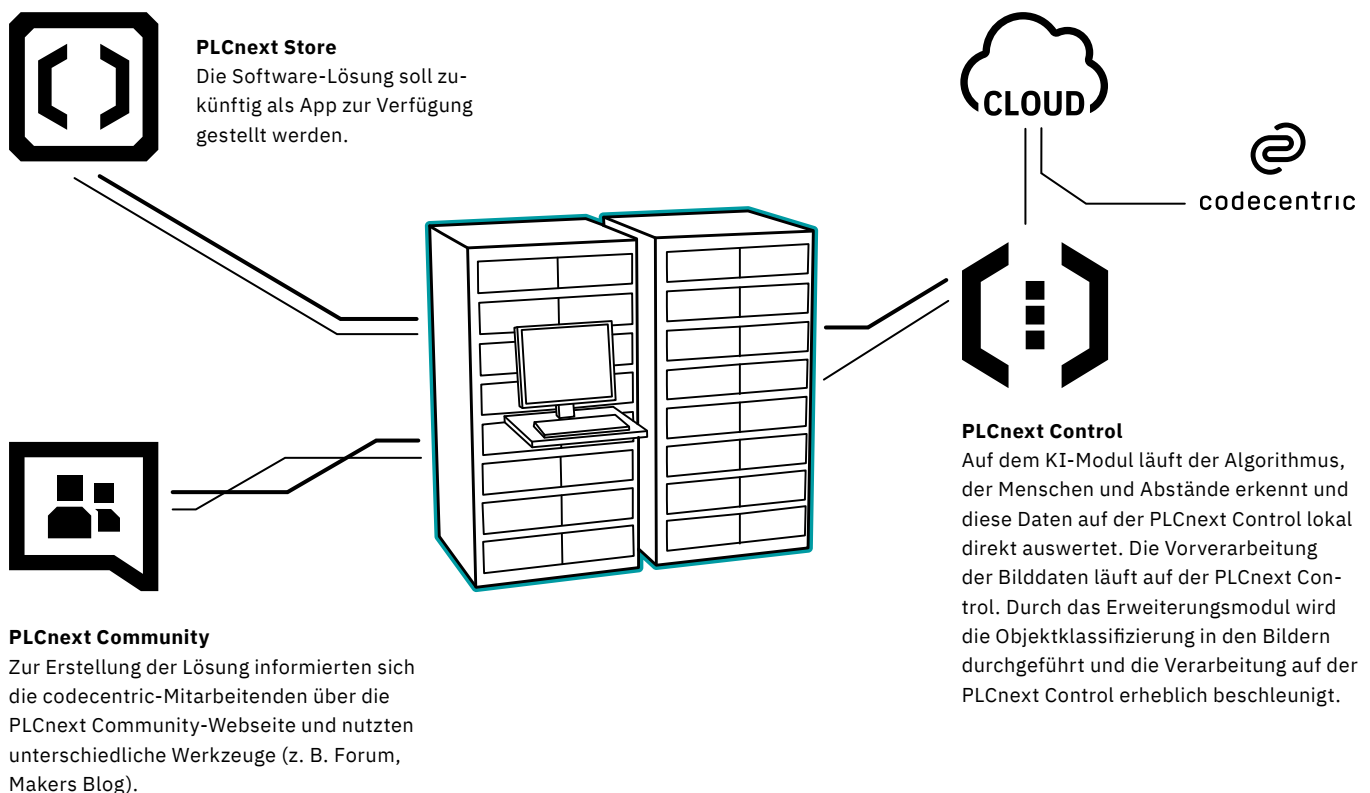 PLCnext Store
Die Software-Lösung soll zu-
künftig als App zur Verfügung
gestellt werden.
CLOUD
codecentric
PLCnext Control
Auf dem KI-Modul läuft der Algorithmus,
der Menschen und Abstände erkennt und
diese Daten auf der PLCnext Control lokal
direkt auswertet. Die Vorverarbeitung
der Bilddaten läuft auf der PLCnext Con-
trol. Durch das Erweiterungsmodul wird
die Objektklassifizierung in den Bildern
durchgeführt und die Verarbeitung auf der
PLCnext Control erheblich beschleunigt.
PLCnext Community
Zur Erstellung der Lösung informierten sich
die codecentric-Mitarbeitenden über die
PLCnext Community-Webseite und nutzten
unterschiedliche Werkzeuge (z. B. Forum,
Makers Blog).